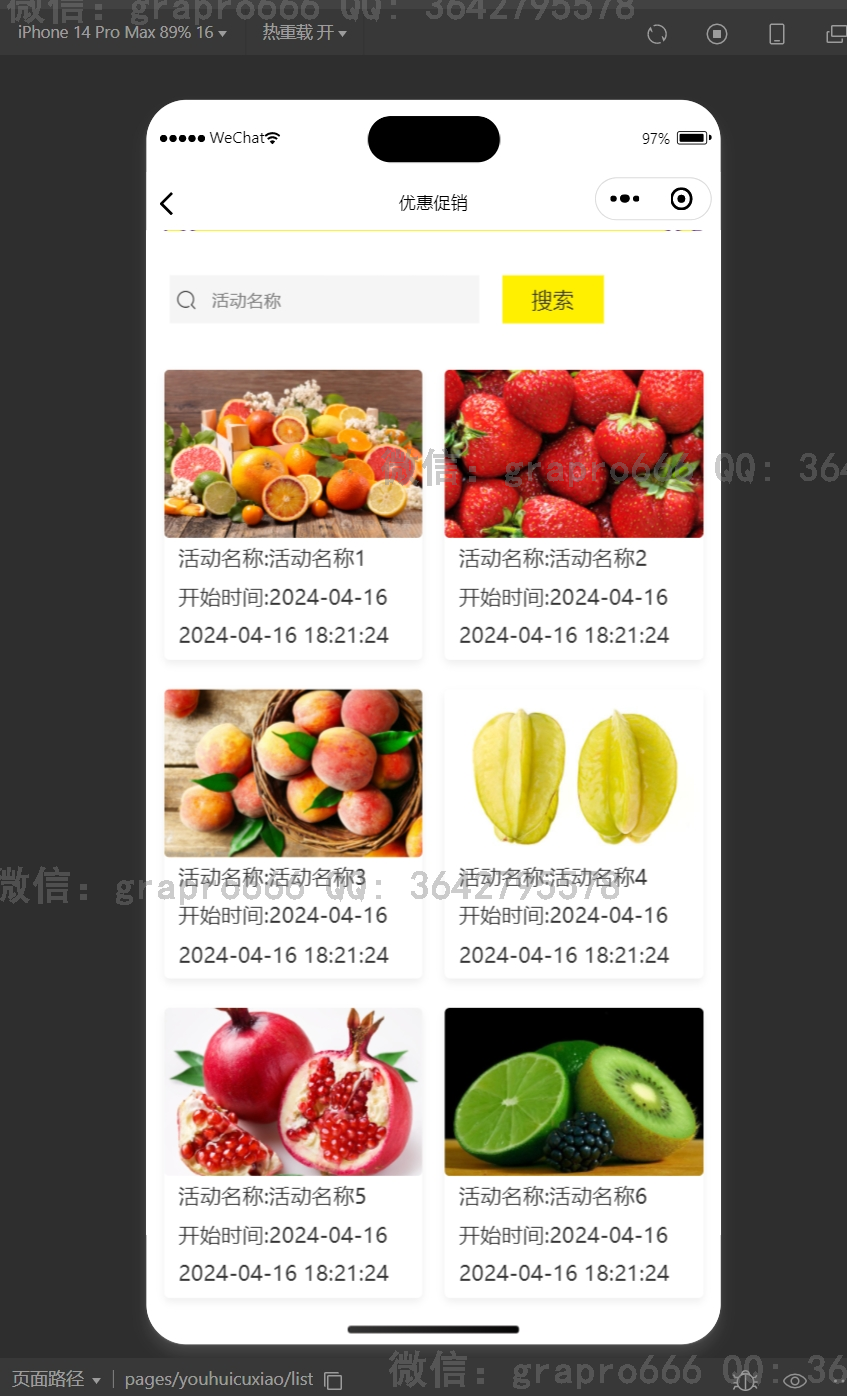 微信: grapro666 QQ: 3642795578
iPhone 14 Pro Max 89% 16
热重载 开
WeChat
97%
优惠促销
活动名称
搜索
微信: grapro666 QQ: 364
活动名称:活动名称1
活动名称:活动名称2
开始时间:2024-04-16
开始时间:2024-04-16
2024-04-16 18:21:24
2024-04-16 18:21:24
微信: grapro666 QQ: 3642795578
活动名称:活动名称3
活动名称:活动名称4
开始时间:2024-04-16
开始时间:2024-04-16
2024-04-16 18:21:24
2024-04-16 18:21:24
活动名称:活动名称5
活动名称:活动名称6
开始时间:2024-04-16
开始时间:2024-04-16
2024-04-16 18:21:24
2024-04-16 18:21:24
微信: grapro666 QQ: 36
页面路径
pages/youhuicuxiao/list